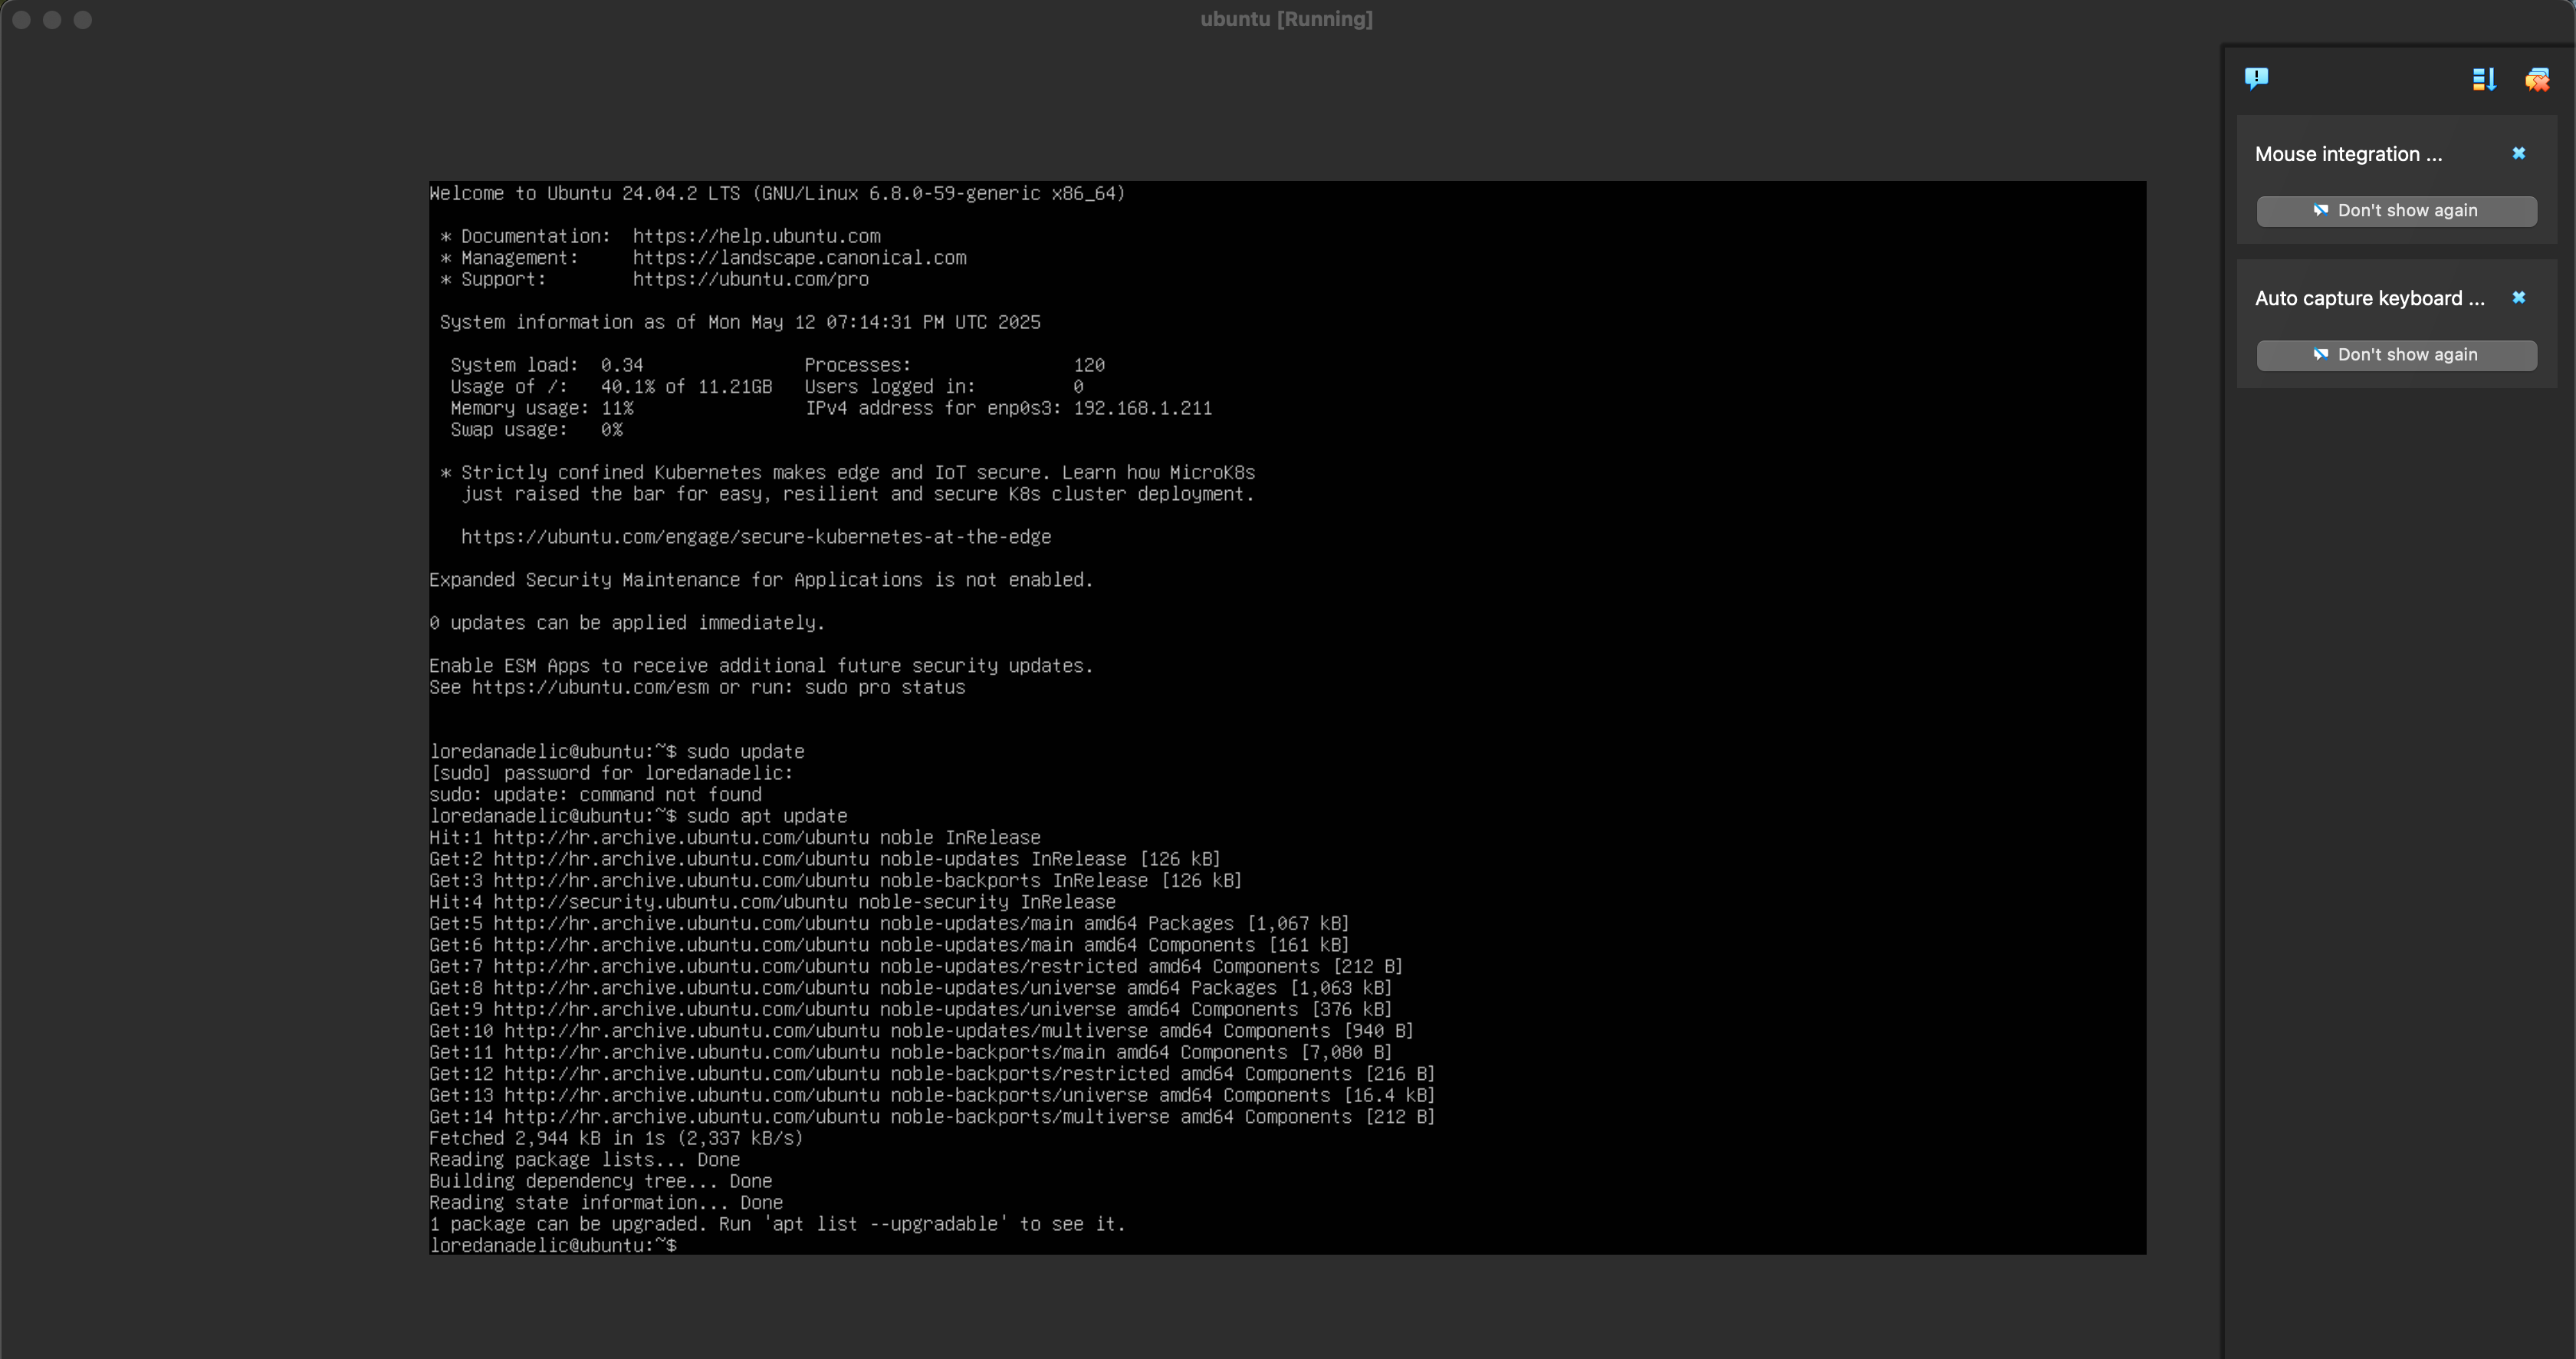 ubuntu [Running]
Mouse integration ...
Don't show again
Auto capture keyboard ...
Don't show again
Welcome to Ubuntu 24.04.2 LTS (GNU/Linux 6.8.0-59-generic x86_64)
* Documentation:  https://help.ubuntu.com
* Management:     https://landscape.canonical.com
* Support:        https://ubuntu.com/pro
System information as of Mon May 12 07:14:31 PM UTC 2025
System load:  0.34               Processes:               120
Usage of /:   40.1% of 11.21GB   Users logged in:         0
Memory usage: 11%                IPv4 address for enp0s3: 192.168.1.211
Swap usage:   0%
* Strictly confined Kubernetes makes edge and IoT secure. Learn how MicroK8s
just raised the bar for easy, resilient and secure K8s cluster deployment.
https://ubuntu.com/engage/secure-kubernetes-at-the-edge
Expanded Security Maintenance for Applications is not enabled.
0 updates can be applied immediately.
Enable ESM Apps to receive additional future security updates.
See https://ubuntu.com/esm or run: sudo pro status
loredanadelic@ubuntu:~$ sudo update
[sudo] password for loredanadelic:
sudo: update: command not found
loredanadelic@ubuntu:~$ sudo apt update
Hit:1 http://hr.archive.ubuntu.com/ubuntu noble InRelease
Get:2 http://hr.archive.ubuntu.com/ubuntu noble-updates InRelease [126 kB]
Get:3 http://hr.archive.ubuntu.com/ubuntu noble-backports InRelease [126 kB]
Hit:4 http://security.ubuntu.com/ubuntu noble-security InRelease
Get:5 http://hr.archive.ubuntu.com/ubuntu noble-updates/main amd64 Packages [1,067 kB]
Get:6 http://hr.archive.ubuntu.com/ubuntu noble-updates/main amd64 Components [161 kB]
Get:7 http://hr.archive.ubuntu.com/ubuntu noble-updates/restricted amd64 Components [212 B]
Get:8 http://hr.archive.ubuntu.com/ubuntu noble-updates/universe amd64 Packages [1,063 kB]
Get:9 http://hr.archive.ubuntu.com/ubuntu noble-updates/universe amd64 Components [376 kB]
Get:10 http://hr.archive.ubuntu.com/ubuntu noble-updates/multiverse amd64 Components [940 B]
Get:11 http://hr.archive.ubuntu.com/ubuntu noble-backports/main amd64 Components [7,080 B]
Get:12 http://hr.archive.ubuntu.com/ubuntu noble-backports/restricted amd64 Components [216 B]
Get:13 http://hr.archive.ubuntu.com/ubuntu noble-backports/universe amd64 Components [16.4 kB]
Get:14 http://hr.archive.ubuntu.com/ubuntu noble-backports/multiverse amd64 Components [212 B]
Fetched 2,944 kB in 1s (2,337 kB/s)
Reading package lists... Done
Building dependency tree... Done
Reading state information... Done
1 package can be upgraded. Run 'apt list --upgradable' to see it.
loredanadelic@ubuntu:~$